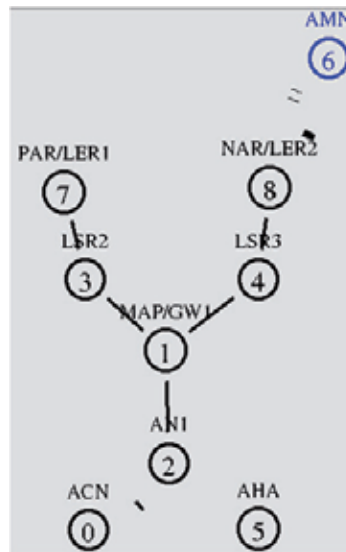 AMN
6
PAR/LER1 NAR/LER2
7 8
LSR2 LSR3
3 4
MAP/GW1
1
AN1
2
ACN AHA
0 5